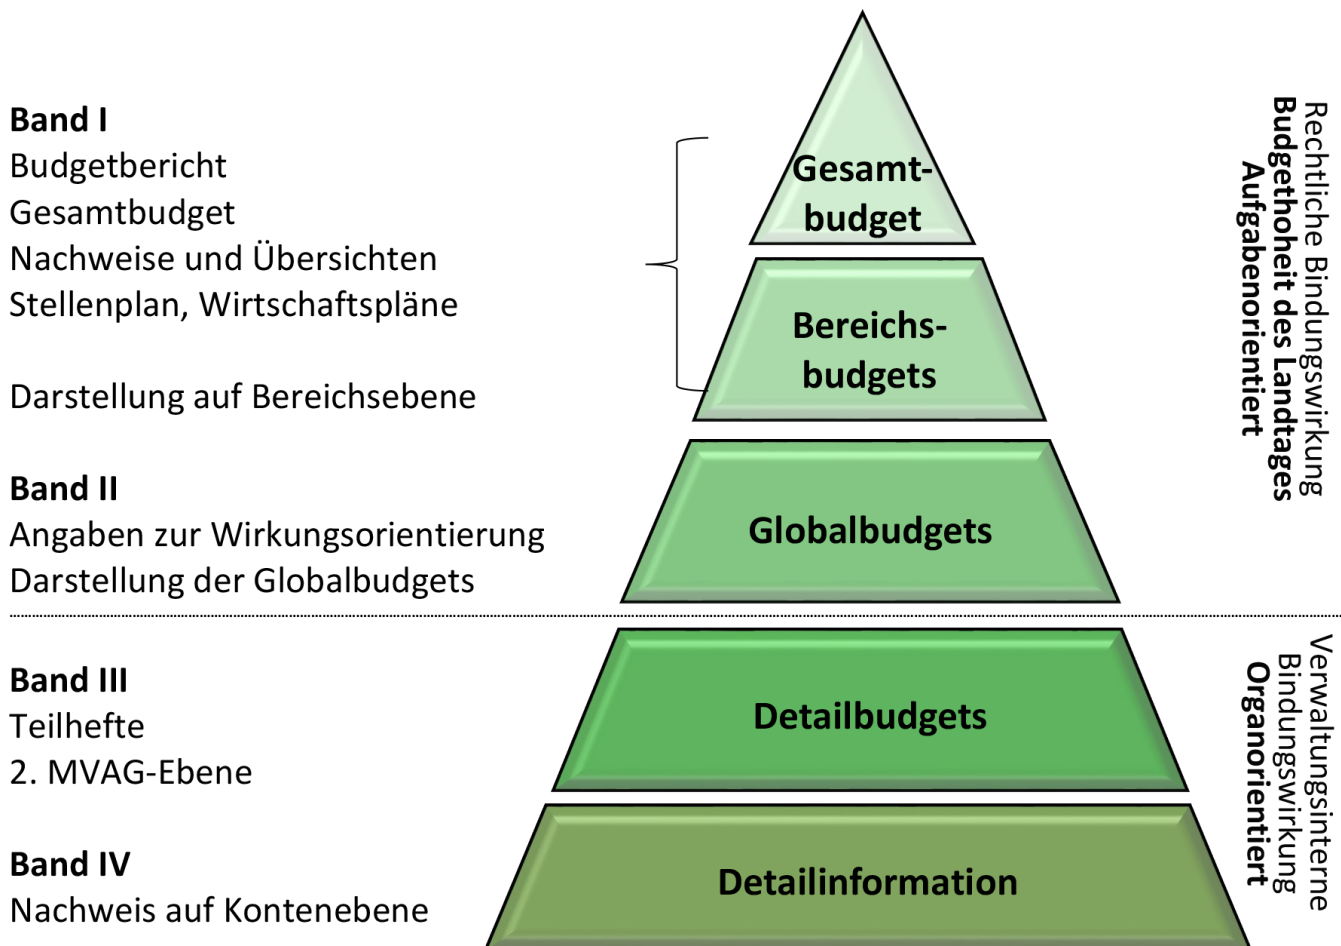 Band I
Budgetbericht
Gesamtbudget
Nachweise und Übersichten
Stellenplan, Wirtschaftspläne
Darstellung auf Bereichsebene
Band II
Angaben zur Wirkungsorientierung
Darstellung der Globalbudgets
Band III
Teilhefte
2. MVAG-Ebene
Band IV
Nachweis auf Kontenebene
Gesamt-
budget
Bereichs-
budgets
Globalbudgets
Detailbudgets
Detailinformation
Rechtliche Bindungswirkung
Budgethoheit des Landtages
Aufgabenorientiert
Verwaltungsinterne
Bindungswirkung
Organorientiert